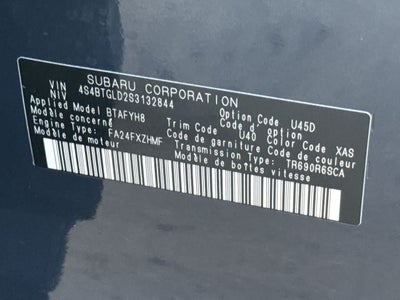 SUBARU CORPORATION
VIN
NIV 4S4BTGLD2S3132844
Applied Model BTAFYH8 Option Code U45D
Modèle concerné Code d'option
Engine Type FA24FXZHMF Trim Code U40 Color Code XAS
Modèle de moteur Code de garniture Code de couleur
Transmission Type TR690R6SCA
Modèle de boîtes vitesse